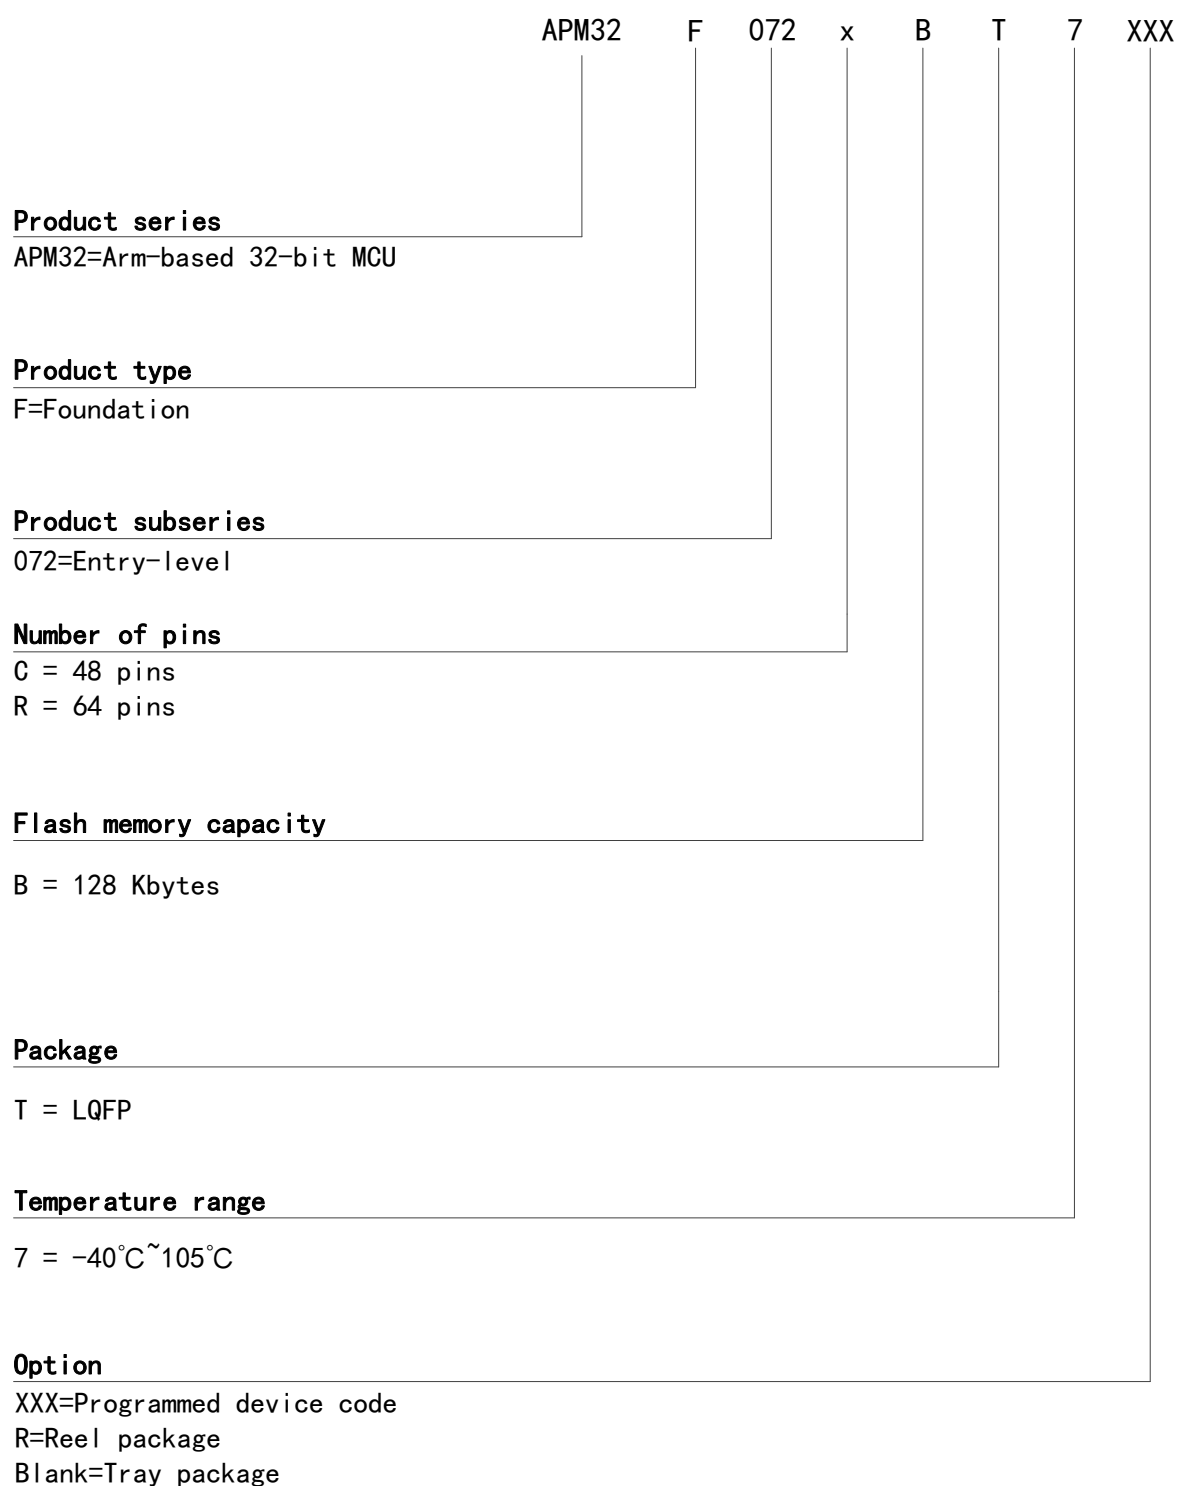 APM32 F 072 x B T 7 XXX
Product series
APM32=Arm-based 32-bit MCU
Product type
F=Foundation
Product subseries
072=Entry-level
Number of pins
C = 48 pins
R = 64 pins
Flash memory capacity
B = 128 Kbytes
Package
T = LQFP
Temperature range
7 = -40℃~105℃
Option
XXX=Programmed device code
R=Reel package
Blank=Tray package